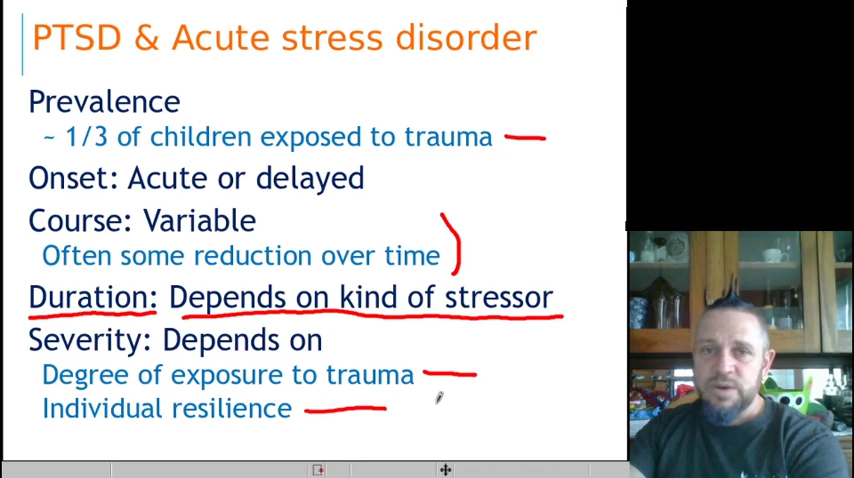 PTSD & Acute stress disorder
Prevalence
~ 1/3 of children exposed to trauma
Onset: Acute or delayed
Course: Variable
Often some reduction over time
Duration: Depends on kind of stressor
Severity: Depends on
Degree of exposure to trauma
Individual resilience